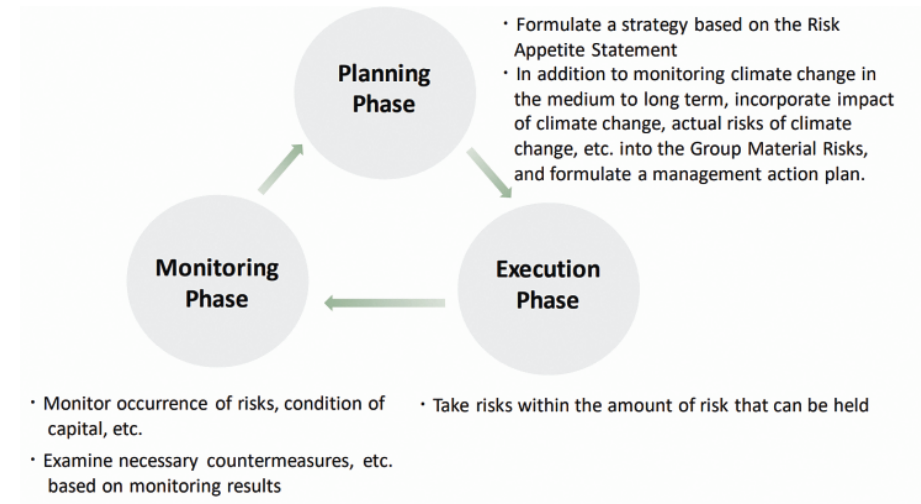 Planning
Phase
・Formulate a strategy based on the Risk
Appetite Statement
・In addition to monitoring climate change in
the medium to long term, incorporate impact
of climate change, actual risks of climate
change, etc. into the Group Material Risks,
and formulate a management action plan.
Monitoring
Phase
Execution
Phase
・Monitor occurrence of risks, condition of
capital, etc.
・Examine necessary countermeasures, etc.
based on monitoring results
・Take risks within the amount of risk that can be held